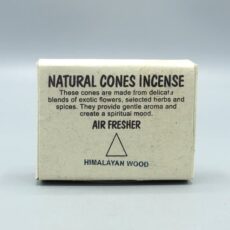 NATURAL CONES INCENSE
These cones are made from delicate
blends of exotic flowers, selected herbs and
spices. They provide gentle aroma and
create a spiritual mood.
AIR FRESHER
HIMALAYAN WOOD